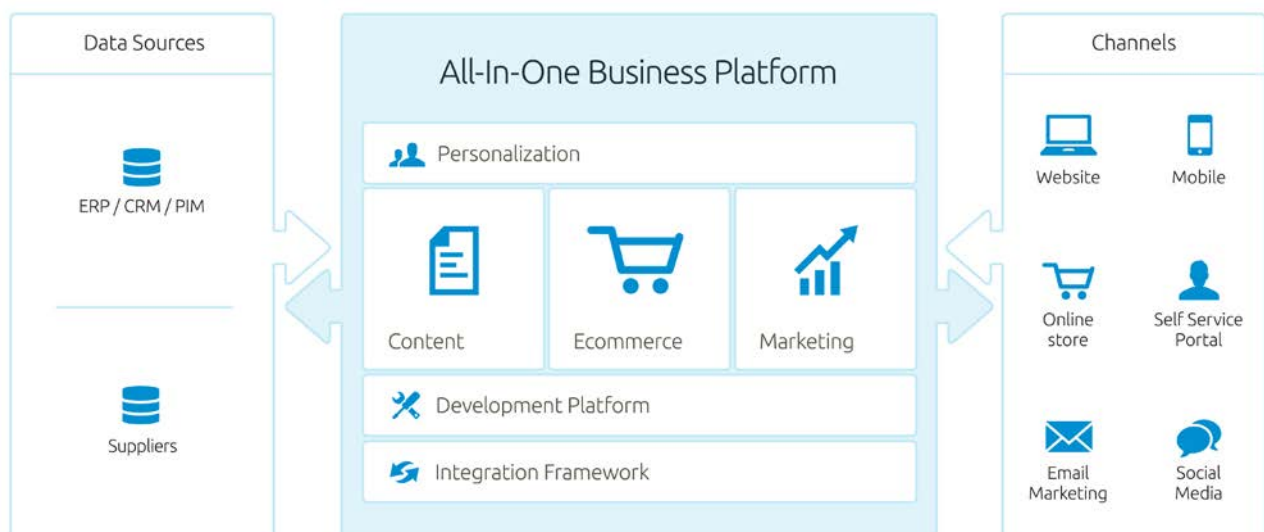 Data Sources
ERP / CRM / PIM
Suppliers
All-In-One Business Platform
Personalization
Content
Ecommerce
Marketing
Development Platform
Integration Framework
Channels
Website
Mobile
Online
store
Self Service
Portal
Email
Marketing
Social
Media